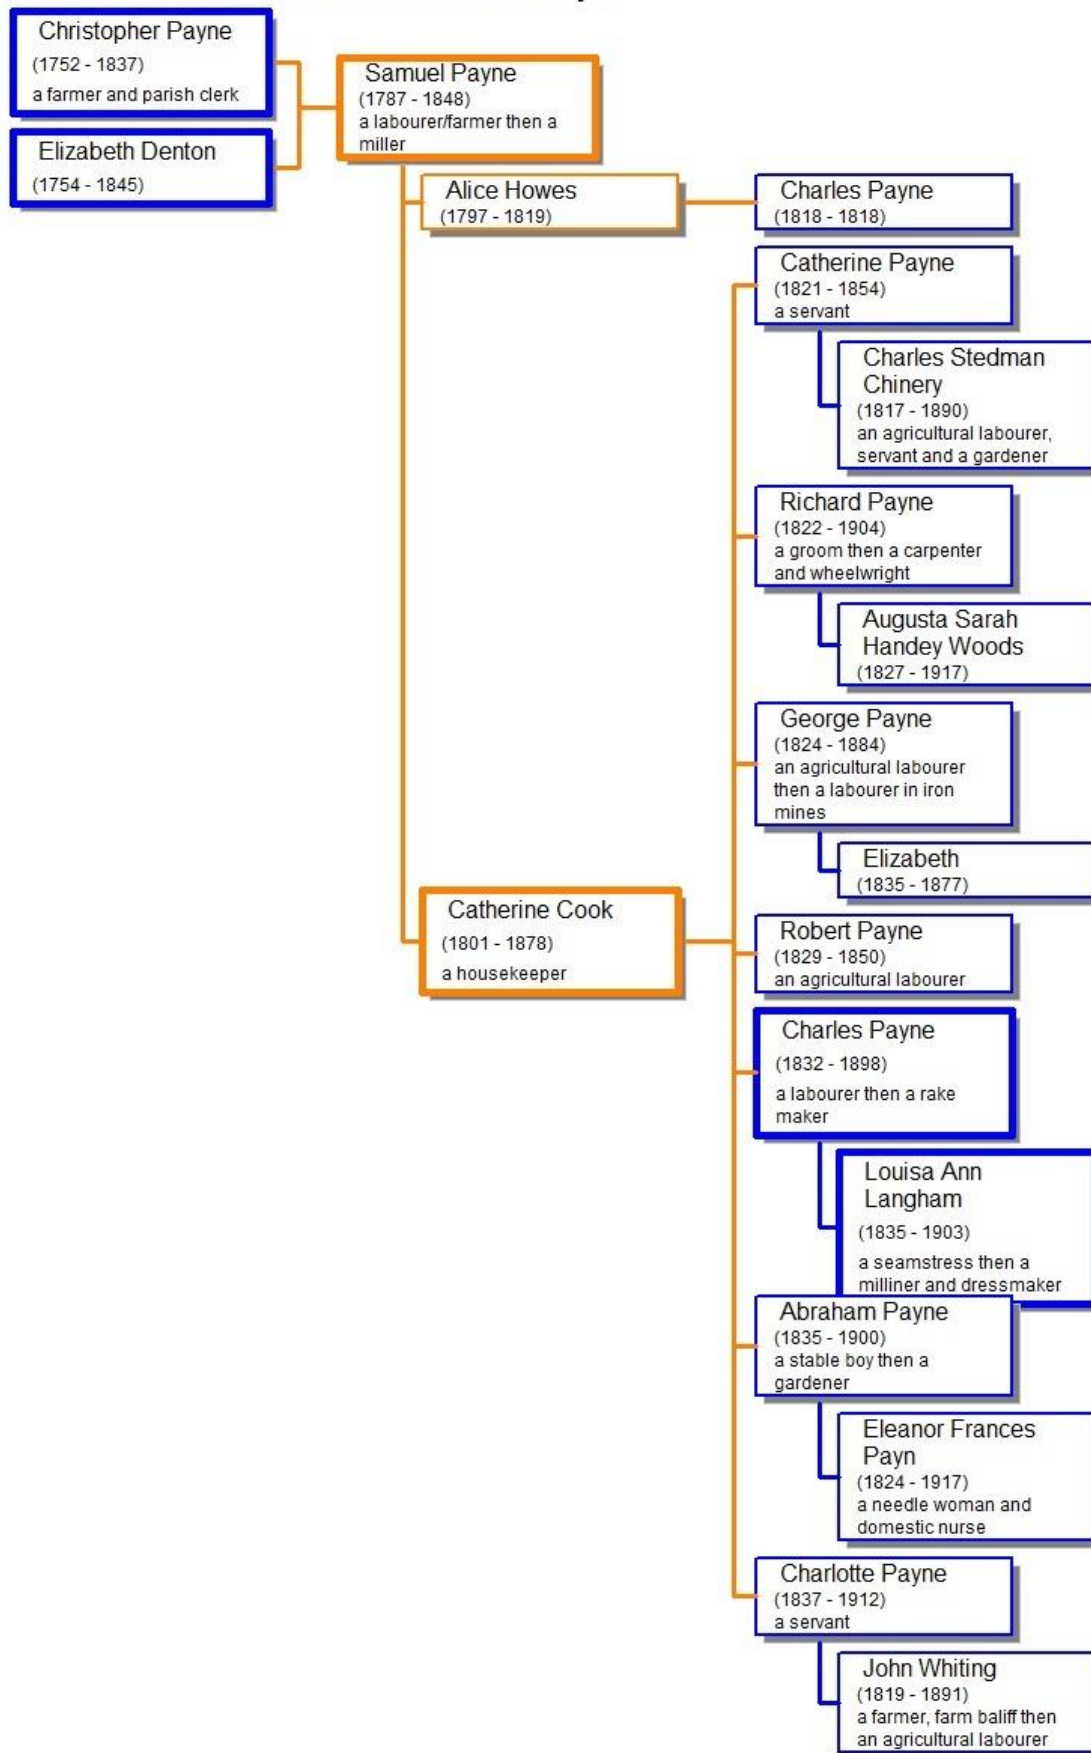 Christopher Payne
(1752 - 1837)
a farmer and parish clerk
Elizabeth Denton
(1754 - 1845)
Samuel Payne
(1787 - 1848)
a labourer/farmer then a
miller
Alice Howes
(1797 - 1819)
Charles Payne
(1818 - 1818)
Catherine Payne
(1821 - 1854)
a servant
Charles Stedman
Chinery
(1817 - 1890)
an agricultural labourer,
servant and a gardener
Richard Payne
(1822 - 1904)
a groom then a carpenter
and wheelwright
Augusta Sarah
Handey Woods
(1827 - 1917)
George Payne
(1824 - 1884)
an agricultural labourer
then a labourer in iron
mines
Elizabeth
(1835 - 1877)
Catherine Cook
(1801 - 1878)
a housekeeper
Robert Payne
(1829 - 1850)
an agricultural labourer
Charles Payne
(1832 - 1898)
a labourer then a rake
maker
Louisa Ann
Langham
(1835 - 1903)
a seamstress then a
milliner and dressmaker
Abraham Payne
(1835 - 1900)
a stable boy then a
gardener
Eleanor Frances
Payn
(1824 - 1917)
a needle woman and
domestic nurse
Charlotte Payne
(1837 - 1912)
a servant
John Whiting
(1819 - 1891)
a farmer, farm baliff then
an agricultural labourer